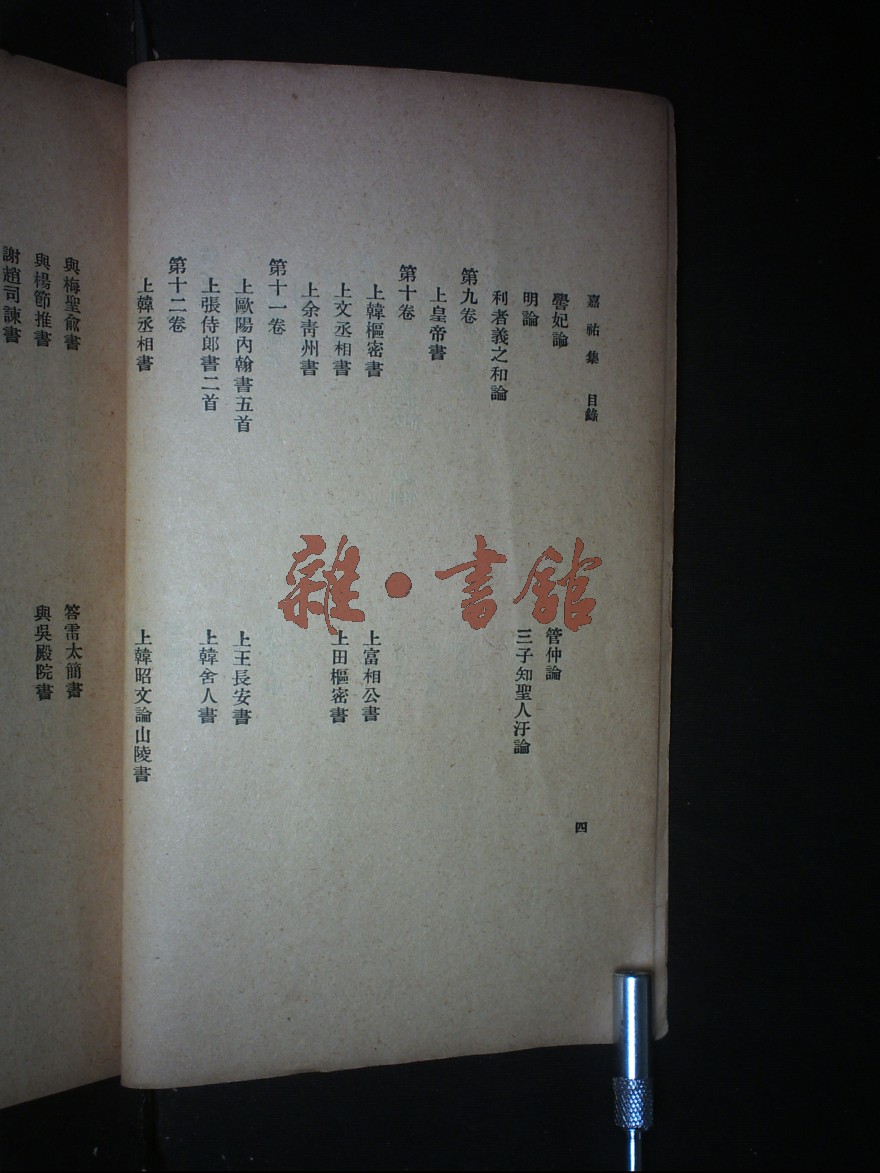 嘉祐集 目錄
四
嚳妃論 管仲論
明論 三子知聖人汙論
利者義之和論
第九卷
上皇帝書
第十卷
上韓樞密書 上富相公書
上文丞相書 上田樞密書
上余靑州書
第十一卷
上歐陽內翰書五首 上王長安書
上張侍郎書二首 上韓舍人書
第十二卷
上韓丞相書 上韓昭文論山陵書
與梅聖俞書 答雷太簡書
與楊節推書 與吳殿院書
謝趙司諫書
雜·書館